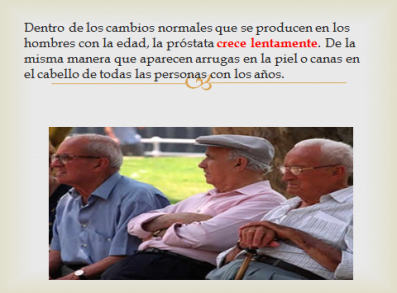 Dentro de los cambios normales que se producen en los
hombres con la edad, la próstata crece lentamente. De la
misma manera que aparecen arrugas en la piel o canas en
el cabello de todas las personas con los años.